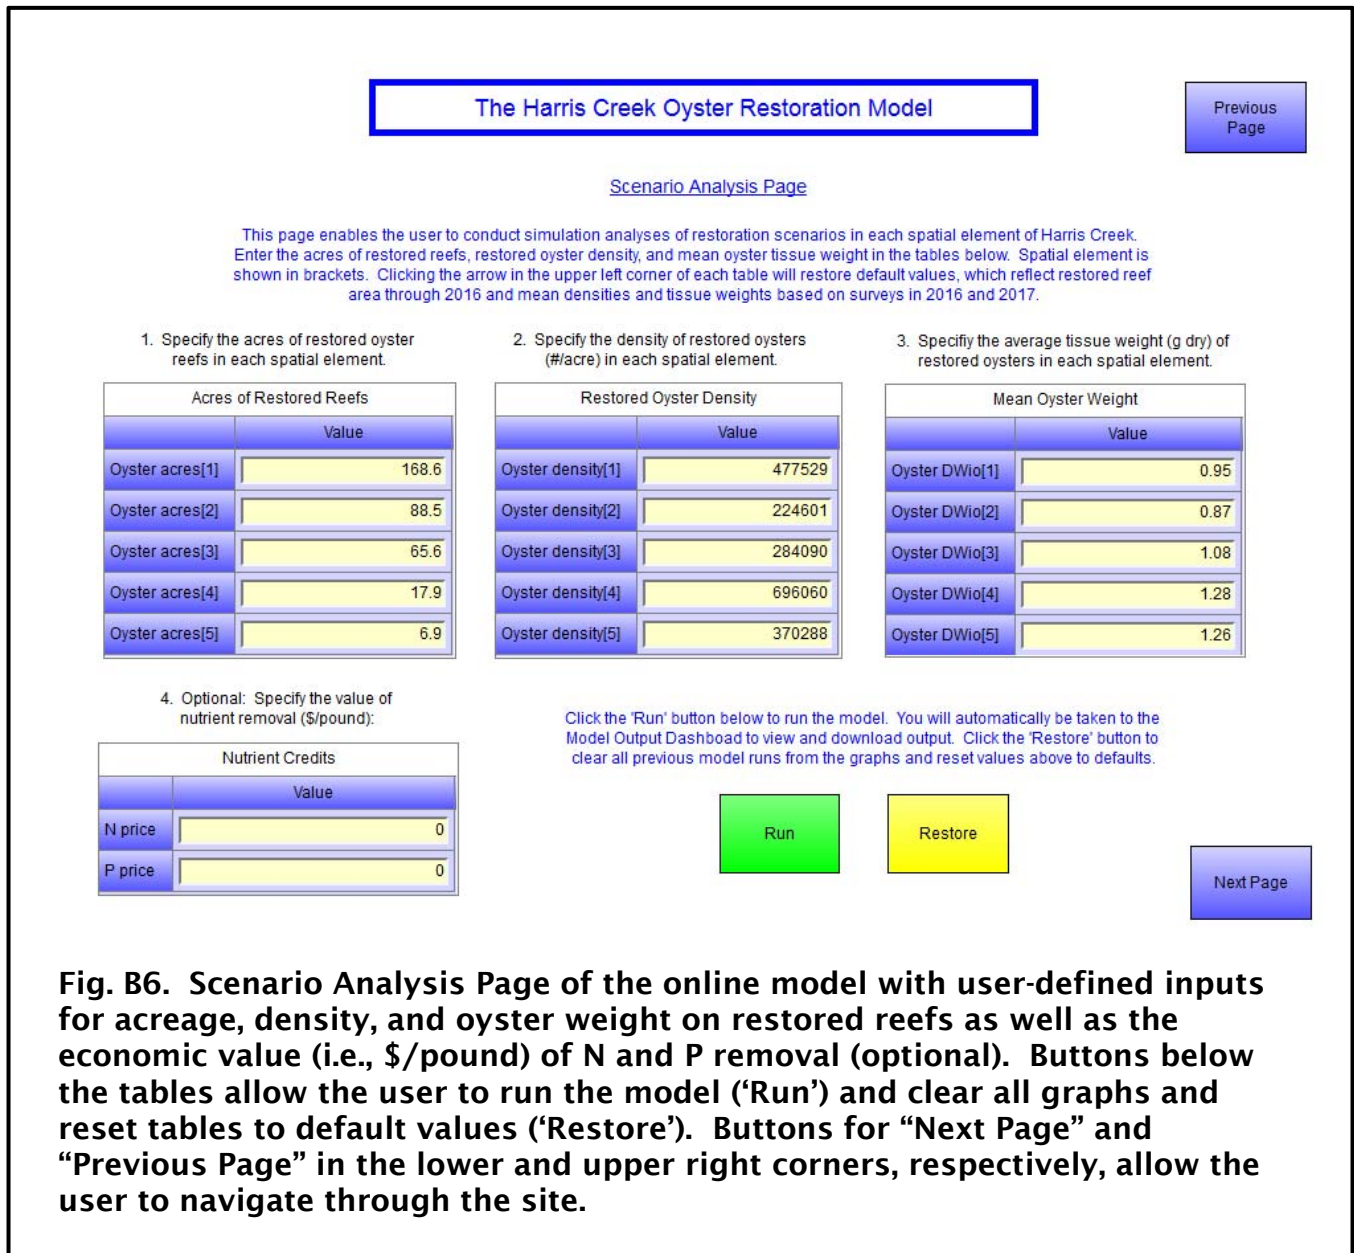 The Harris Creek Oyster Restoration Model
Previous
Page
Scenario Analysis Page
This page enables the user to conduct simulation analyses of restoration scenarios in each spatial element of Harris Creek.
Enter the acres of restored reefs, restored oyster density, and mean oyster tissue weight in the tables below.  Spatial element is
shown in brackets.  Clicking the arrow in the upper left corner of each table will restore default values, which reflect restored reef
area through 2016 and mean densities and tissue weights based on surveys in 2016 and 2017.
1.  Specify the acres of restored oyster
reefs in each spatial element.
Acres of Restored Reefs
Value
Oyster acres[1] 168.6
Oyster acres[2] 88.5
Oyster acres[3] 65.6
Oyster acres[4] 17.9
Oyster acres[5] 6.9
2.  Specify the density of restored oysters
(#/acre) in each spatial element.
Restored Oyster Density
Value
Oyster density[1] 477529
Oyster density[2] 224601
Oyster density[3] 284090
Oyster density[4] 696060
Oyster density[5] 370288
3.  Specifiy the average tissue weight (g dry) of
restored oysters in each spatial element.
Mean Oyster Weight
Value
Oyster DWio[1] 0.95
Oyster DWio[2] 0.87
Oyster DWio[3] 1.08
Oyster DWio[4] 1.28
Oyster DWio[5] 1.26
4.  Optional:  Specify the value of
nutrient removal ($/pound):
Nutrient Credits
Value
N price 0
P price 0
Click the 'Run' button below to run the model.  You will automatically be taken to the
Model Output Dashboad to view and download output.  Click the 'Restore' button to
clear all previous model runs from the graphs and reset values above to defaults.
Run
Restore
Next Page
Fig. B6.  Scenario Analysis Page of the online model with user-defined inputs
for acreage, density, and oyster weight on restored reefs as well as the
economic value (i.e., $/pound) of N and P removal (optional).  Buttons below
the tables allow the user to run the model (‘Run’) and clear all graphs and
reset tables to default values (‘Restore’).  Buttons for “Next Page” and
“Previous Page” in the lower and upper right corners, respectively, allow the
user to navigate through the site.